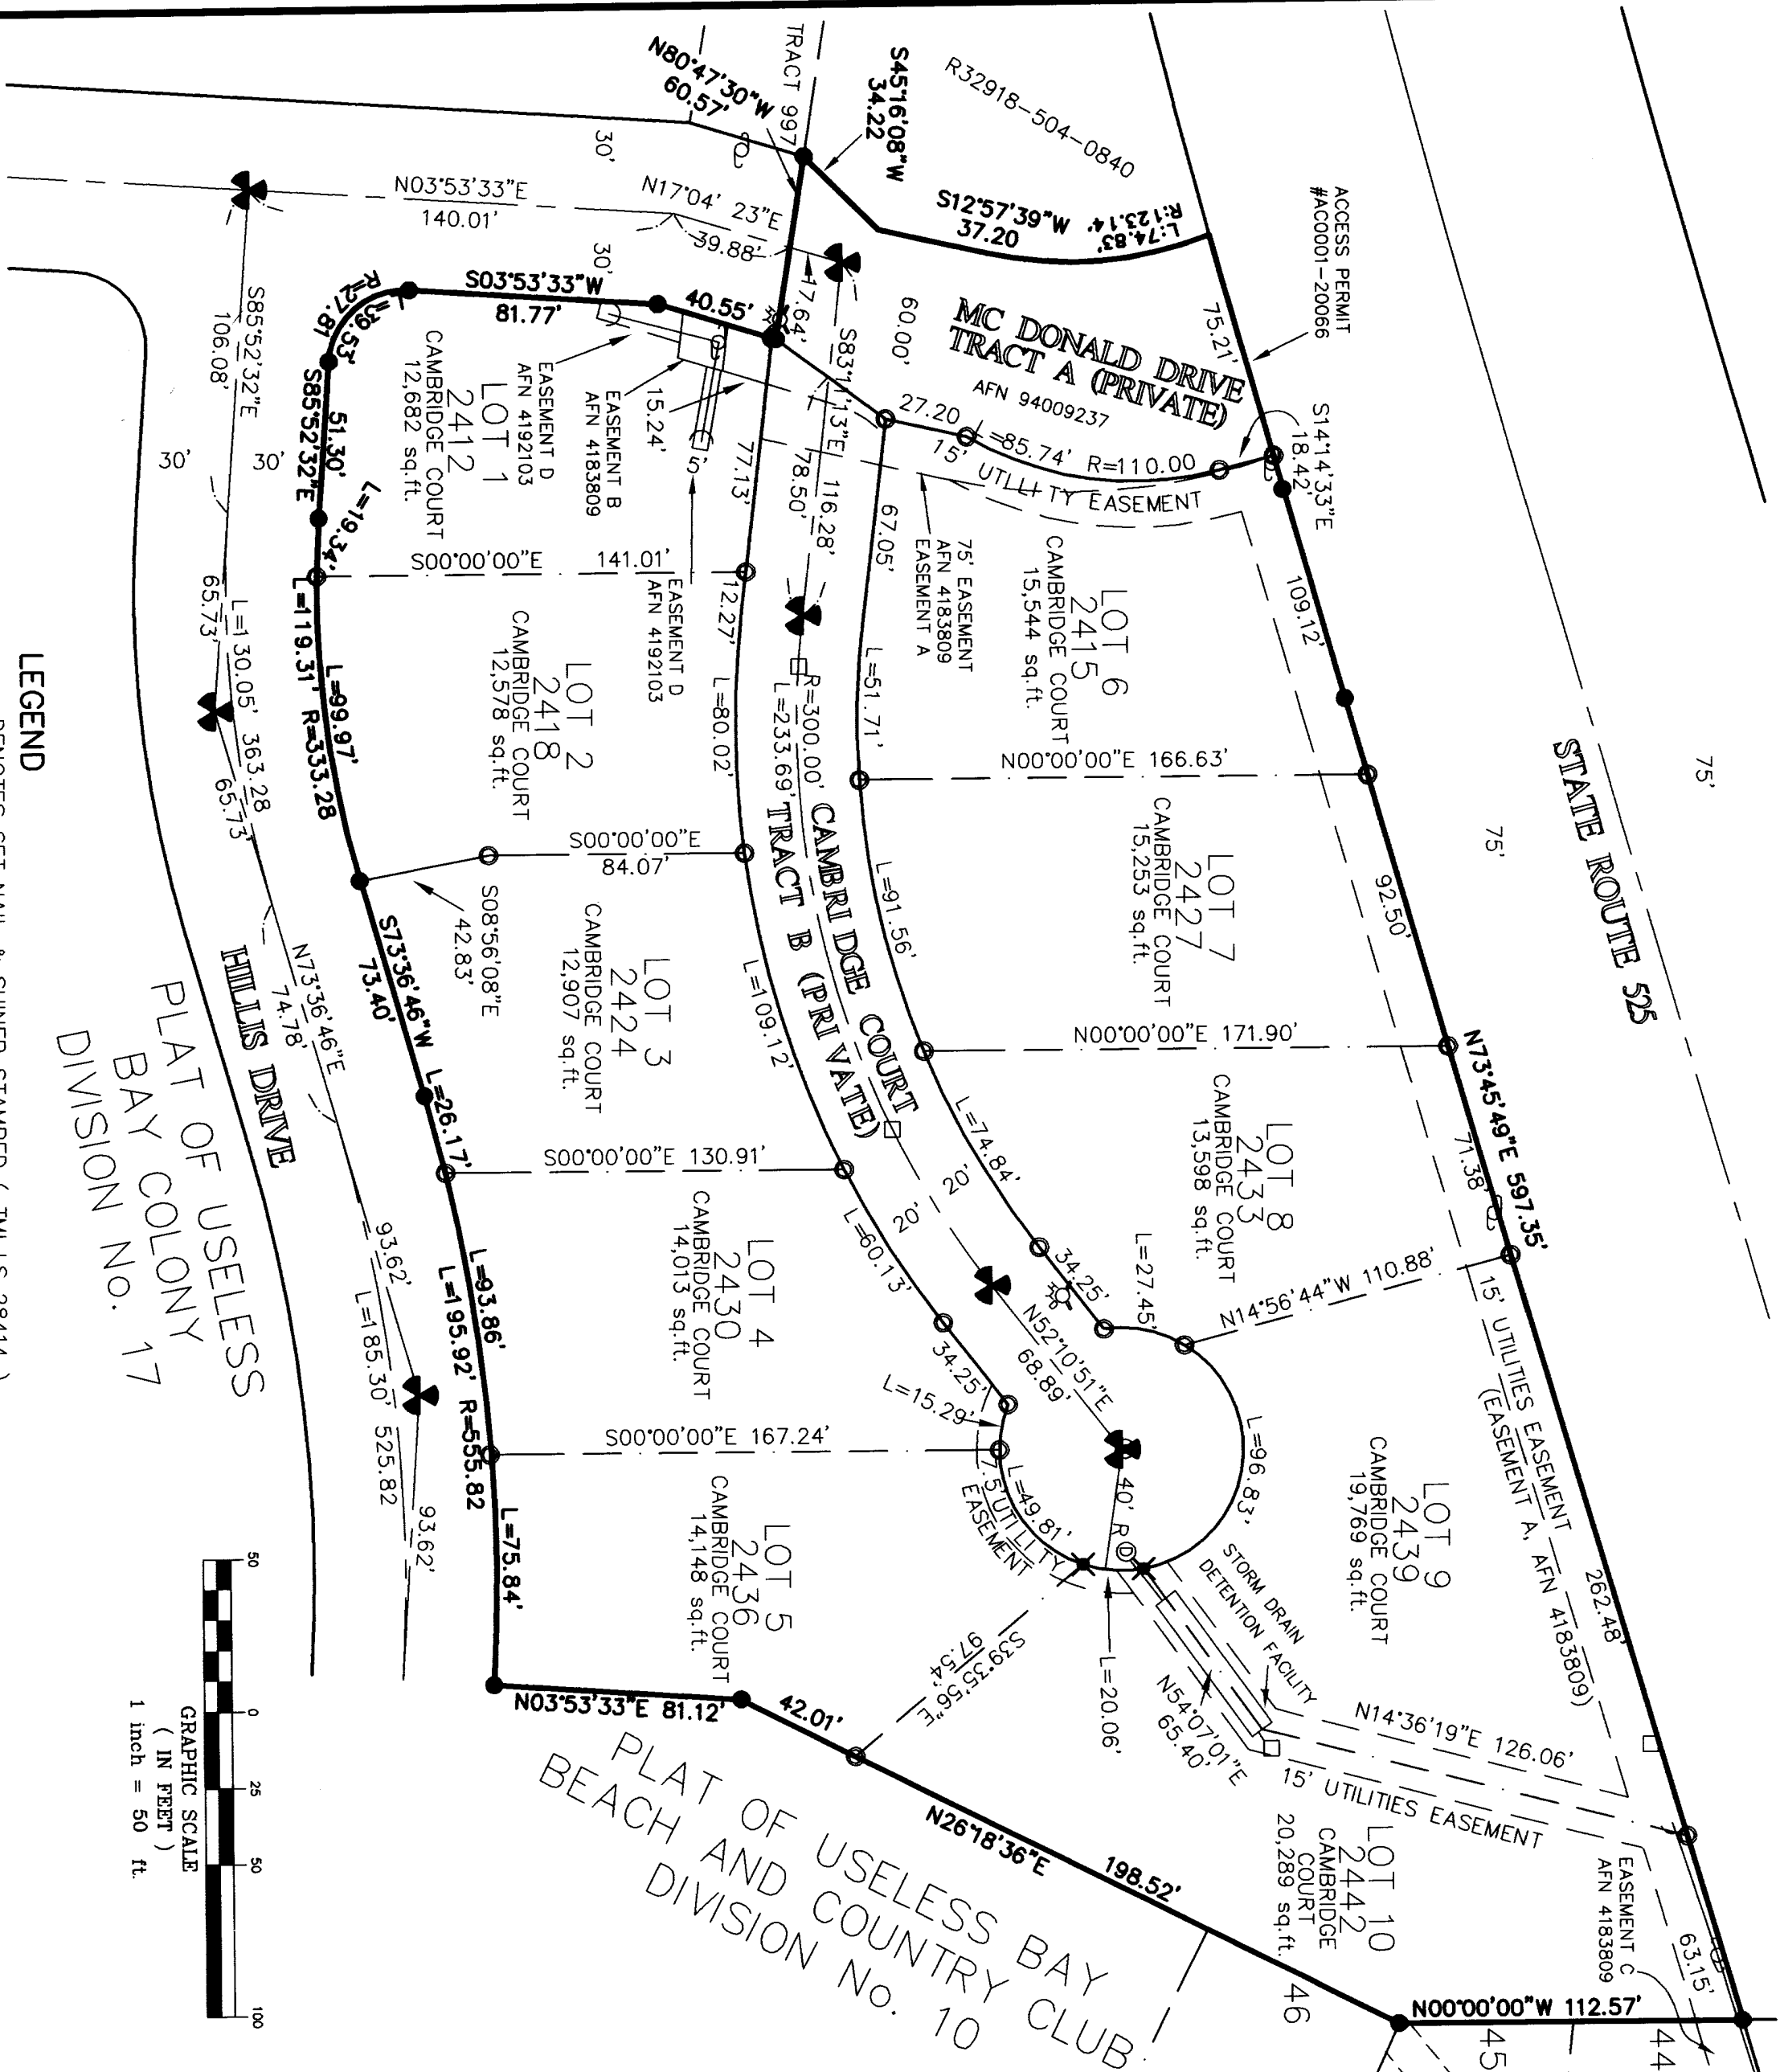 STATE ROUTE 525
75'
75'
ACCESS PERMIT
#AC0001-20066
R32918-504-0840
S45°16'08"W
34.22
N80°47'30"W
60.57'
TRACT 997
S12°57'39"W
37.20
L:74.83'
R:123.14'
75.21'
S14°14'33"E
18.42'
109.12'
92.50'
N73°45'49"E 597.35'
71.38'
262.48'
63.15'
MC DONALD DRIVE
TRACT A (PRIVATE)
AFN 94009237
60.00'
27.20
L=85.74' R=110.00
15' UTILITY EASEMENT
75' EASEMENT
AFN 4183809
EASEMENT A
LOT 6
2415
CAMBRIDGE COURT
15,544 sq.ft.
N00°00'00"E 166.63'
LOT 7
2427
CAMBRIDGE COURT
15,253 sq.ft.
N00°00'00"E 171.90'
LOT 8
2433
CAMBRIDGE COURT
13,598 sq.ft.
N14°56'44"W 110.88'
15' UTILITIES EASEMENT
(EASEMENT A, AFN 4183809)
LOT 9
2439
CAMBRIDGE COURT
19,769 sq.ft.
STORM DRAIN
DETENTION FACILITY
N54°07'01"E
65.40'
N14°36'19"E 126.06'
15' UTILITIES EASEMENT
LOT 10
2442
CAMBRIDGE
COURT
20,289 sq.ft.
EASEMENT C
AFN 4183809
N00°00'00"W 112.57'
44
45
46
67.05'
L=51.71'
L=91.56'
L=74.84'
34.25'
L=27.45'
L=96.83'
S83°11'13"E 116.28'
17.64'
78.50'
R=300.00'
L=233.69'
CAMBRIDGE COURT
TRACT B (PRIVATE)
20'
20'
N52°10'51"E
68.89'
40' R
D
L=20.06'
77.13'
12.27'
L=80.02'
L=109.12'
L=60.13'
34.25'
L=15.29'
L=49.81'
7.5' UTILITY
EASEMENT
S39°35'56"E
97.54'
N03°53'33"E
140.01'
N17°04'23"E
39.88'
30'
30'
S03°53'33"W
81.77'
40.55'
L=39.53'
R=27.81
15.24'
5'
EASEMENT D
AFN 4192103
EASEMENT B
AFN 4183809
EASEMENT D
AFN 4192103
LOT 1
2412
CAMBRIDGE COURT
12,682 sq.ft.
S00°00'00"E 141.01'
LOT 2
2418
CAMBRIDGE COURT
12,578 sq.ft.
S00°00'00"E
84.07'
S08°56'08"E
42.83'
LOT 3
2424
CAMBRIDGE COURT
12,907 sq.ft.
S00°00'00"E 130.91'
LOT 4
2430
CAMBRIDGE COURT
14,013 sq.ft.
S00°00'00"E 167.24'
LOT 5
2436
CAMBRIDGE COURT
14,148 sq.ft.
N03°53'33"E 81.12'
42.01'
N26°18'36"E
198.52'
51.30'
S85°52'32"E
L=19.34'
L=99.97'
L=119.31' R=333.28
S73°36'46"W
73.40'
L=26.17'
L=93.86'
L=195.92' R=555.82
L=75.84'
S85°52'32"E
106.08'
30'
30'
L=130.05' 363.28
65.73'
65.73'
N73°36'46"E
74.78'
93.62'
L=185.30' 525.82
93.62'
HILLIS DRIVE
PLAT OF USELESS
BAY COLONY
DIVISION No. 17
PLAT OF USELESS BAY
BEACH AND COUNTRY CLUB
DIVISION No. 10
50 0 25 50 100
GRAPHIC SCALE
( IN FEET )
1 inch = 50 ft.
LEGEND